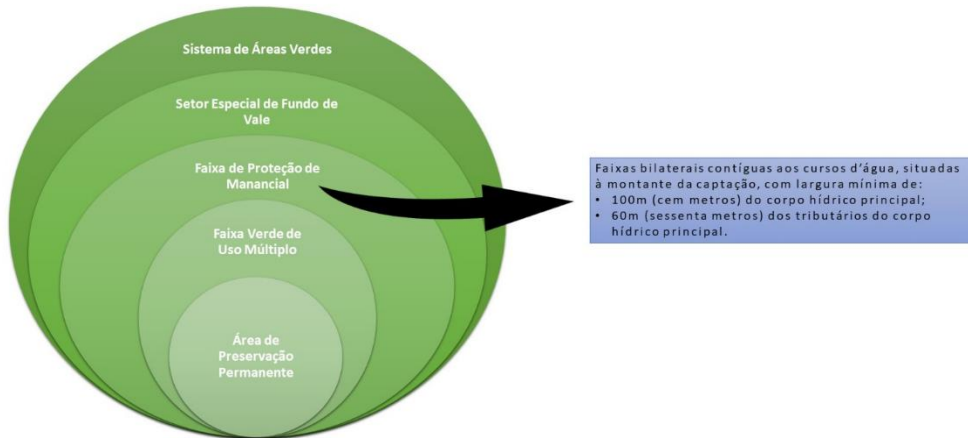 Sistema de Áreas Verdes
Setor Especial de Fundo de
Vale
Faixa de Proteção de
Manancial
Faixa Verde de
Uso Múltiplo
Área de
Preservação
Permanente
Faixas bilaterais contíguas aos cursos d'água, situadas
à montante da captação, com largura mínima de:
• 100m (cem metros) do corpo hídrico principal;
• 60m (sessenta metros) dos tributários do corpo
hídrico principal.